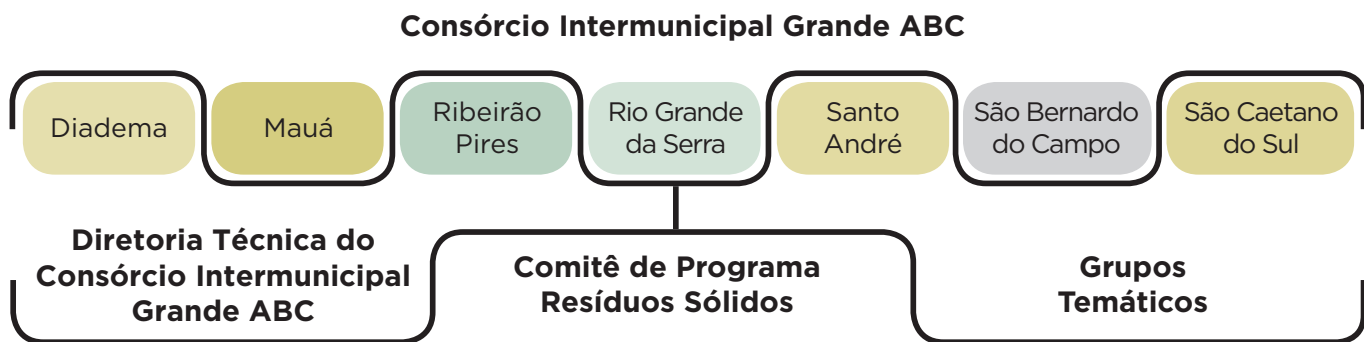 Consórcio Intermunicipal Grande ABC
Diadema
Mauá
Ribeirão
Pires
Rio Grande
da Serra
Santo
André
São Bernardo
do Campo
São Caetano
do Sul
Diretoria Técnica do
Consórcio Intermunicipal
Grande ABC
Comitê de Programa
Resíduos Sólidos
Grupos
Temáticos